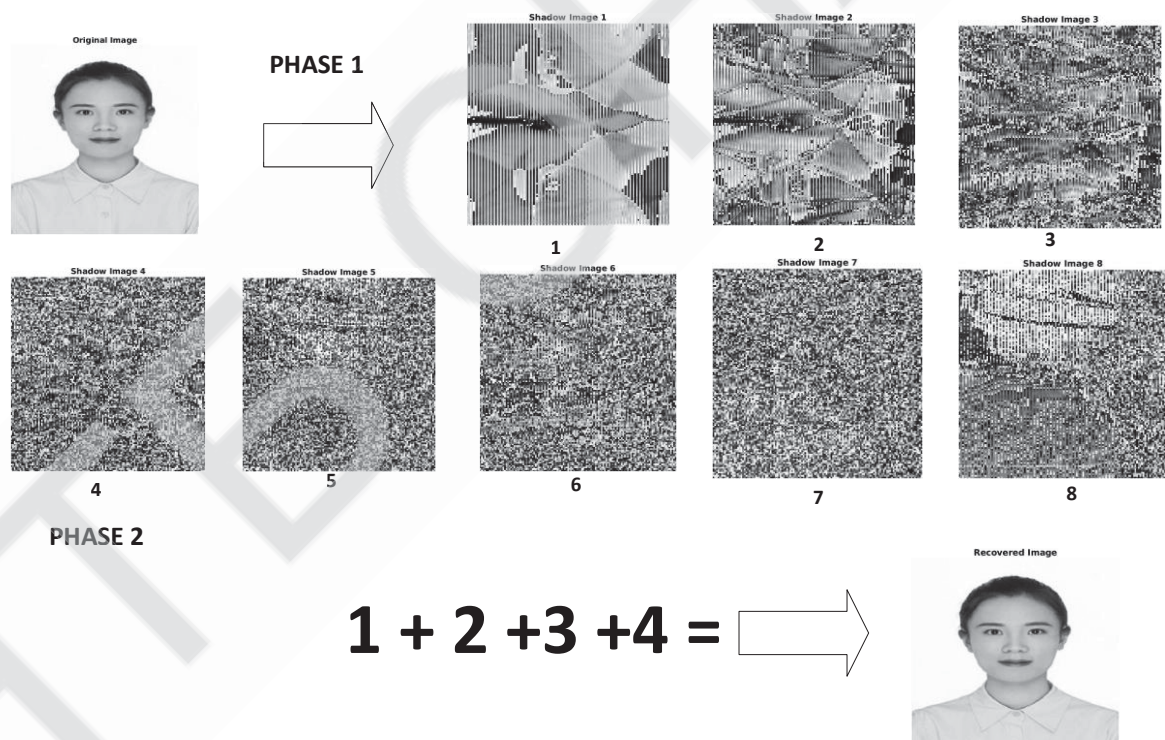 Original Image
PHASE 1
Shadow Image 1
Shadow Image 2
Shadow Image 3
1
2
3
Shadow Image 4
Shadow Image 5
Shadow Image 6
Shadow Image 7
Shadow Image 8
4
5
6
7
8
PHASE 2
1 + 2 +3 +4 =
Recovered Image